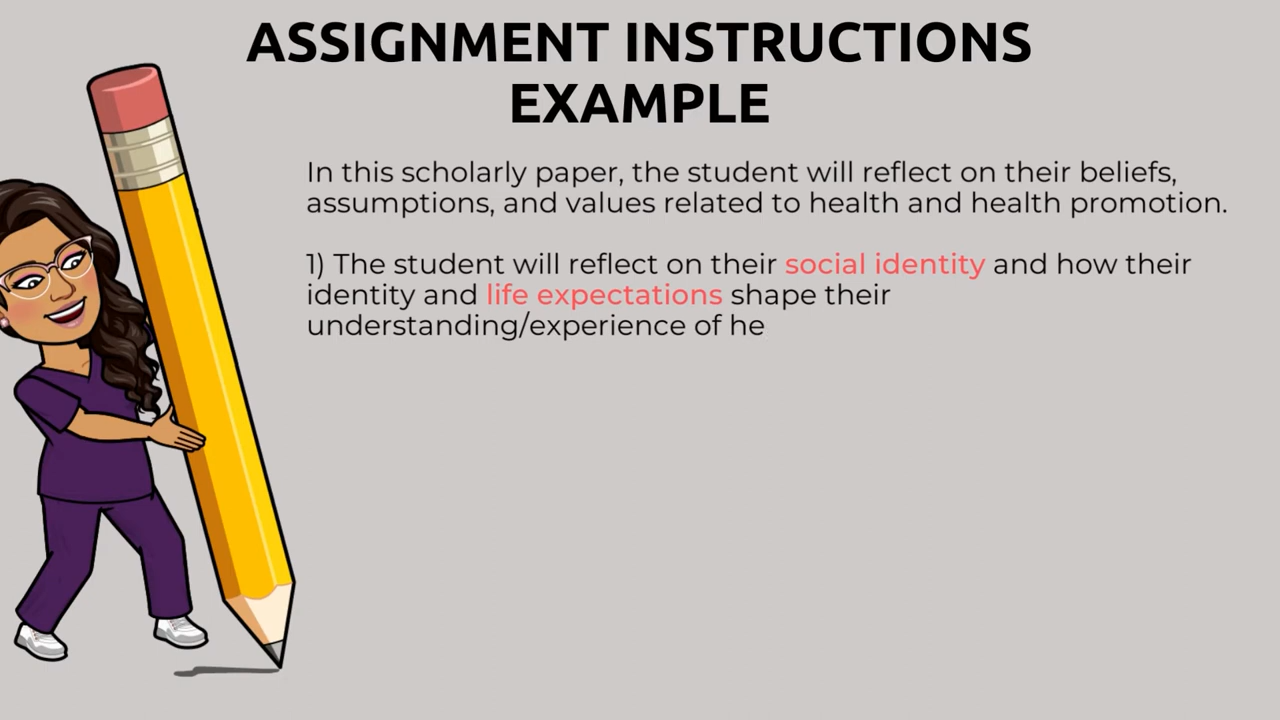 ASSIGNMENT INSTRUCTIONS
EXAMPLE
In this scholarly paper, the student will reflect on their beliefs,
assumptions, and values related to health and health promotion.
1) The student will reflect on their social identity and how their
identity and life expectations shape their
understanding/experience of he